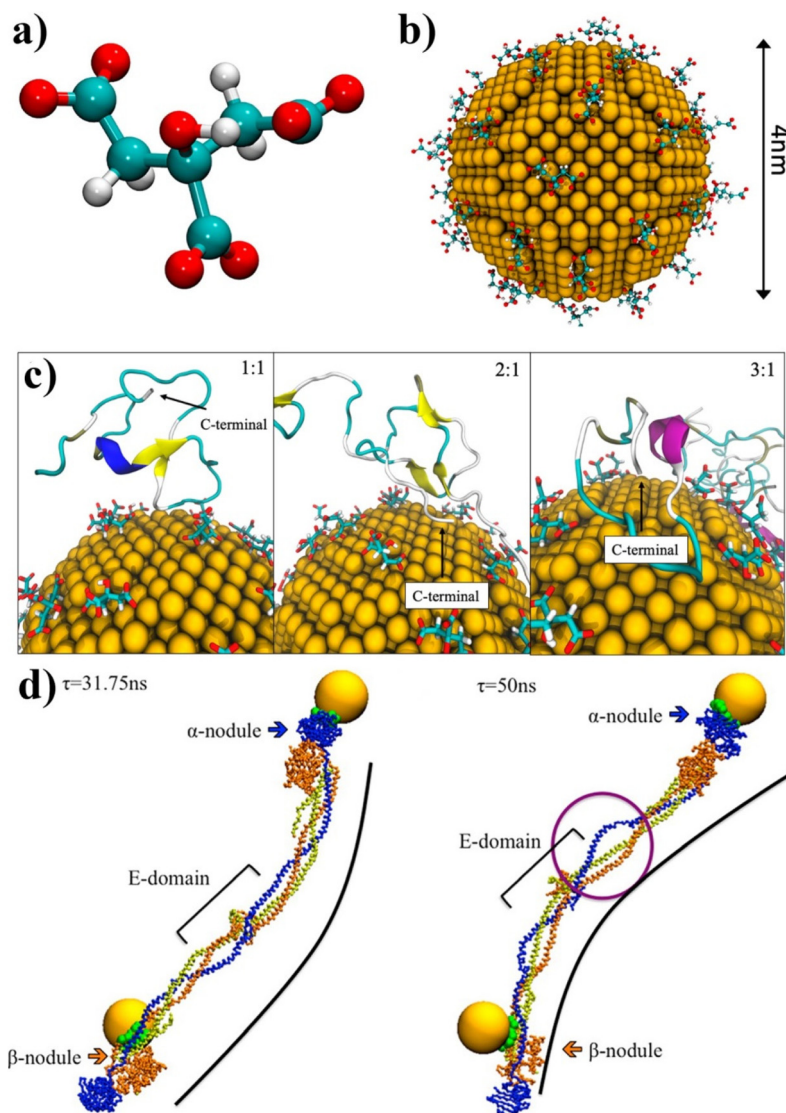 a)
b)
4nm
c)
1:1
C-terminal
2:1
C-terminal
3:1
C-terminal
d)
τ=31.75ns
α-nodule
E-domain
β-nodule
τ=50ns
α-nodule
E-domain
β-nodule